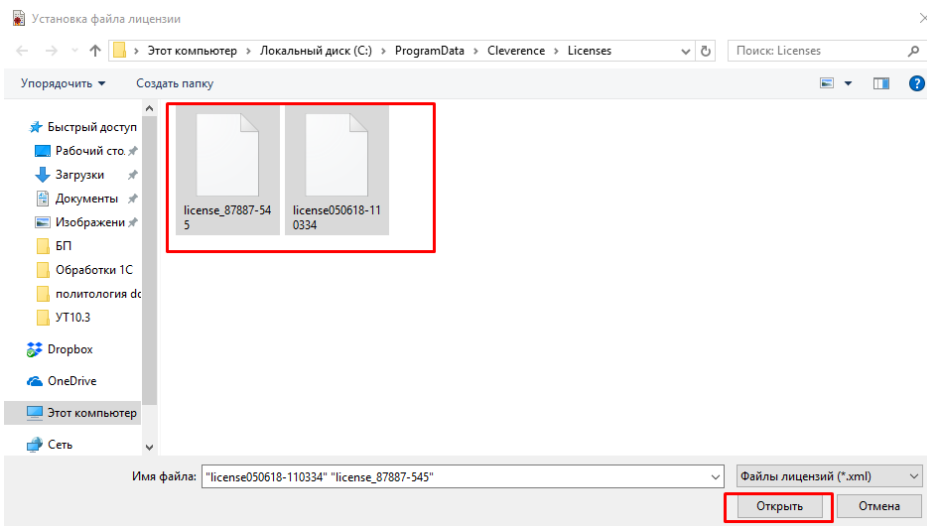 Установка файла лицензии
Этот компьютер > Локальный диск (C:) > ProgramData > Cleverence > Licenses
Поиск: Licenses
Упорядочить
Создать папку
Быстрый доступ
Рабочий сто.
Загрузки
Документы
Изображени
БП
Обработки 1С
политология dc
УТ10.3
Dropbox
OneDrive
Этот компьютер
Сеть
license_87887-54
5
license050618-11
0334
Имя файла:
"license050618-110334" "license_87887-545"
Файлы лицензий (*.xml)
Открыть
Отмена